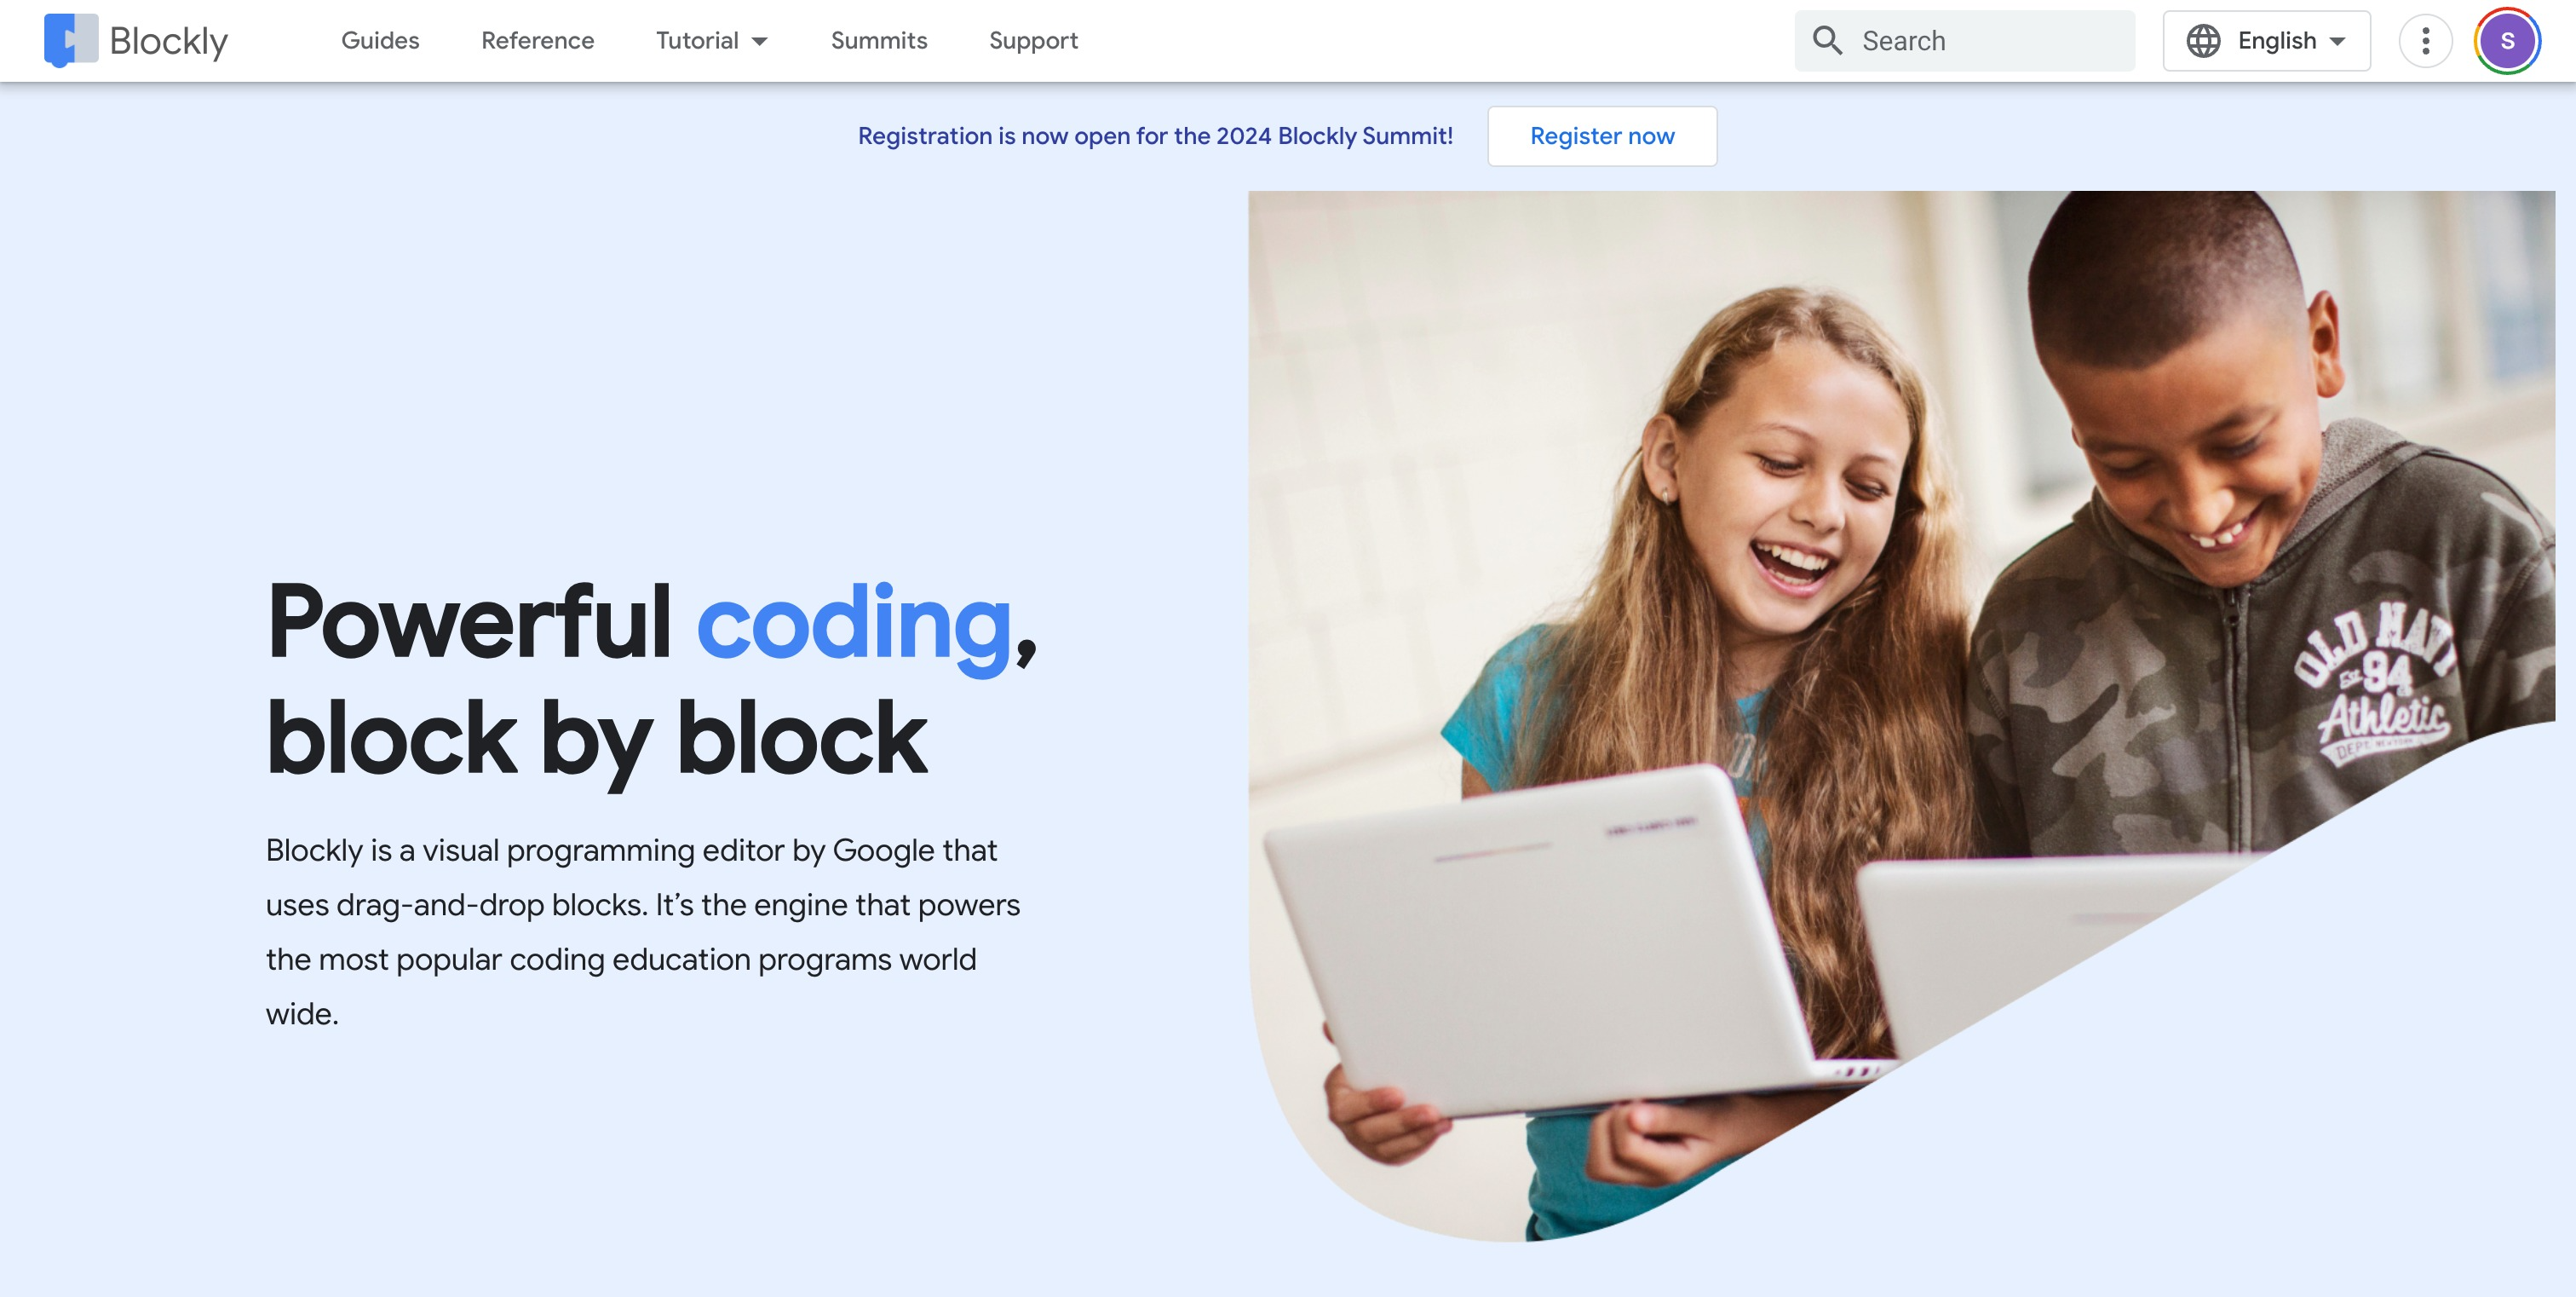 Blockly
Guides
Reference
Tutorial
Summits
Support
Search
English
S
Registration is now open for the 2024 Blockly Summit!
Register now
Powerful coding,
block by block
Blockly is a visual programming editor by Google that
uses drag-and-drop blocks. It’s the engine that powers
the most popular coding education programs world
wide.
OLD NAVY
Est. 94
Athletic
DEPT.